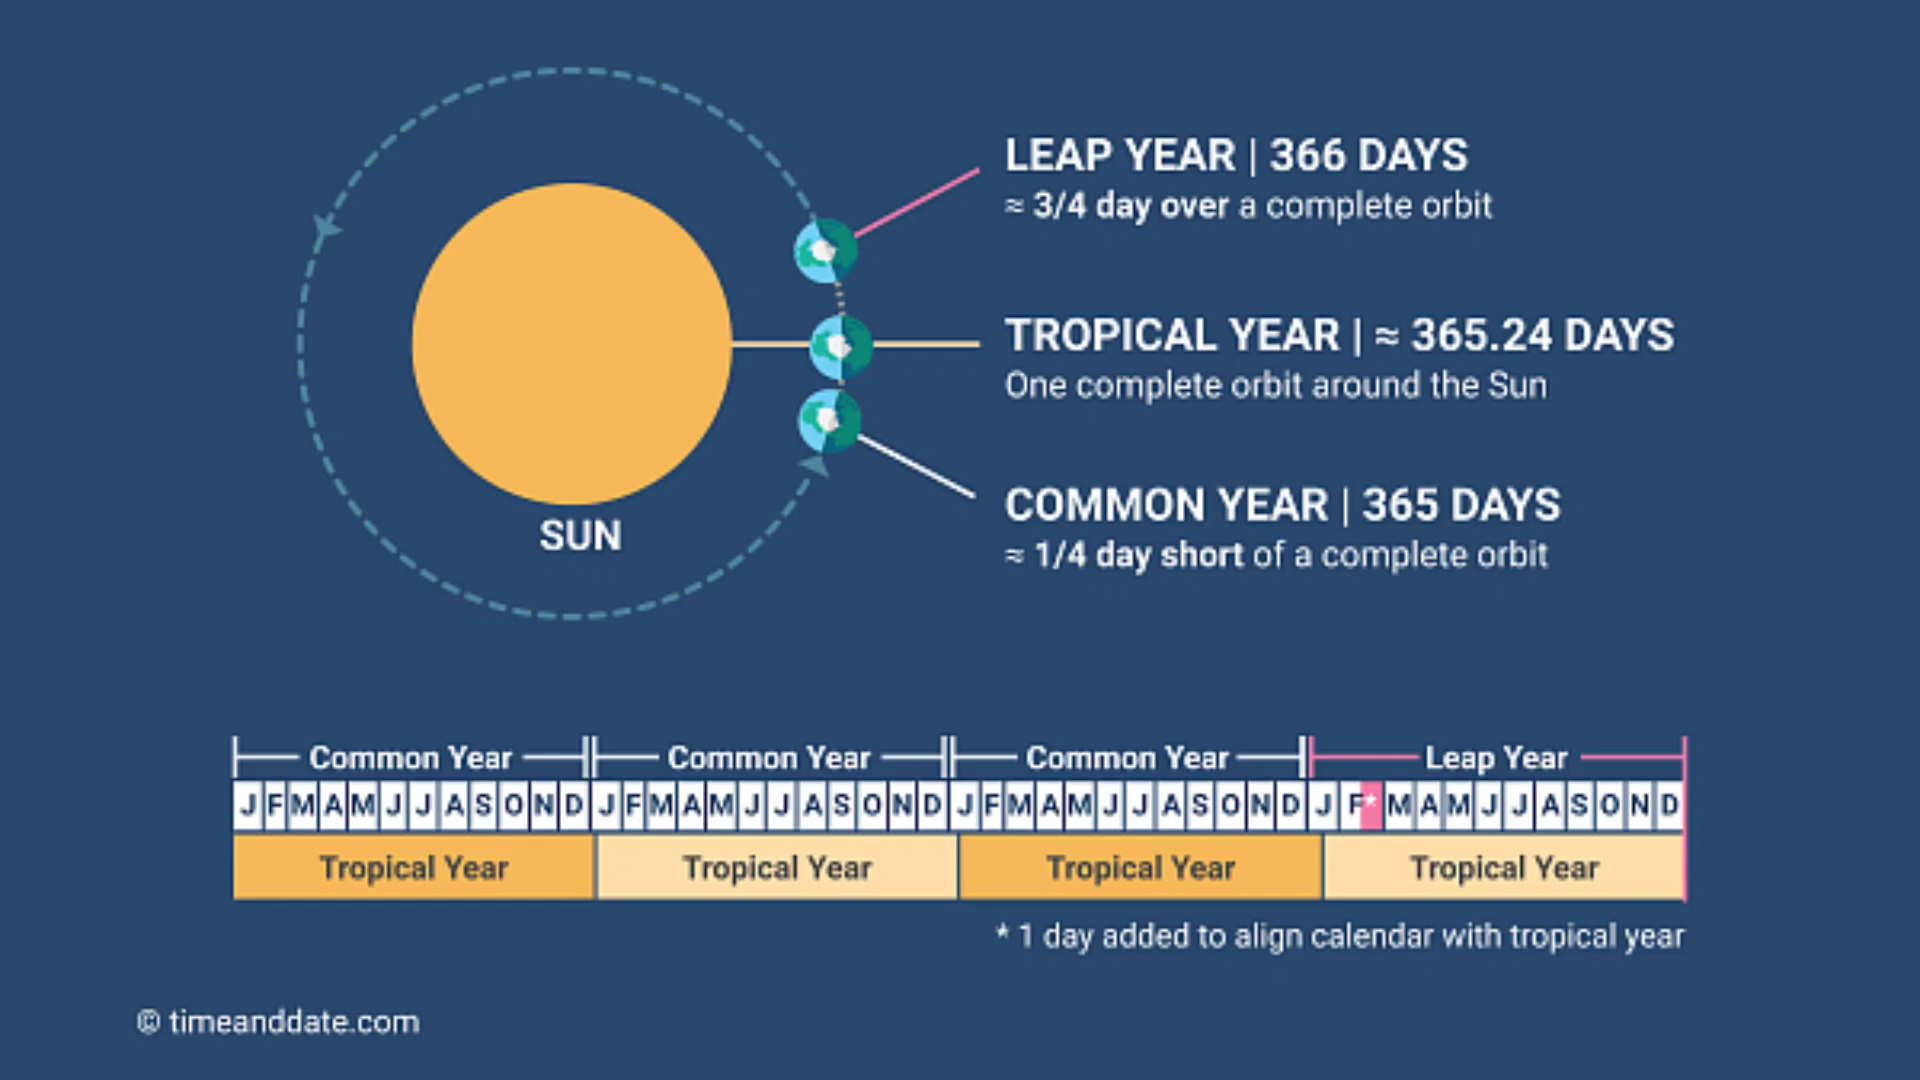 LEAP YEAR | 366 DAYS
≈ 3/4 day over a complete orbit
TROPICAL YEAR | ≈ 365.24 DAYS
One complete orbit around the Sun
SUN
COMMON YEAR | 365 DAYS
≈ 1/4 day short of a complete orbit
Common Year Common Year Common Year Leap Year
J F M A M J J A S O N D J F M A M J J A S O N D J F M A M J J A S O N D J F * M A M J J A S O N D
Tropical Year Tropical Year Tropical Year Tropical Year
* 1 day added to align calendar with tropical year
© timeanddate.com